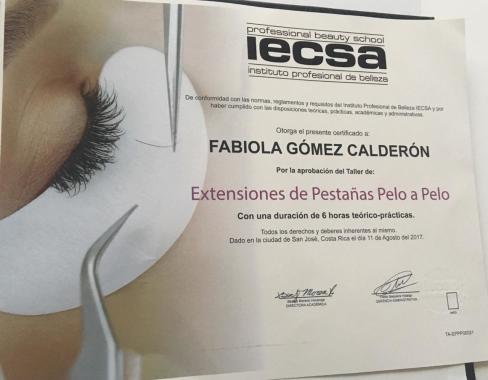 professional beauty school
iecsa
instituto profesional de belleza
De conformidad con las normas, reglamentos y requisitos del Instituto Profesional de Belleza IECSA y por
haber cumplido con las disposiciones teóricas, prácticas, académicas y administrativas.
Otorga el presente certificado a:
FABIOLA GÓMEZ CALDERÓN
Por la aprobación del Taller de:
Extensiones de Pestañas Pelo a Pelo
Con una duración de 6 horas teórico-prácticas.
Todos los derechos y deberes inherentes al mismo.
Dado en la ciudad de San José, Costa Rica el día 11 de Agosto del 2017.
DIRECTORA ACADÉMICA
GERENCIA ADMINISTRATIVA